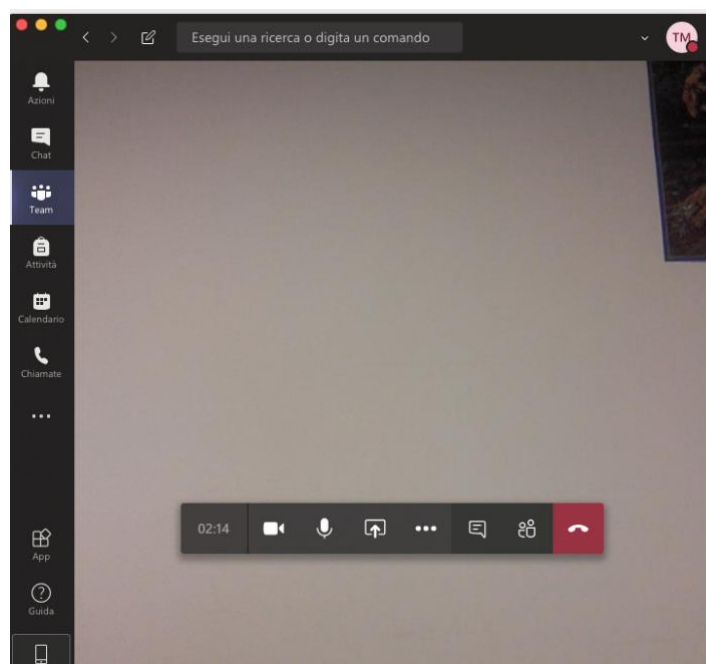 Esegui una ricerca o digita un comando
TM
Azioni
Chat
Team
Attività
Calendario
Chiamate
02:14
App
Guida